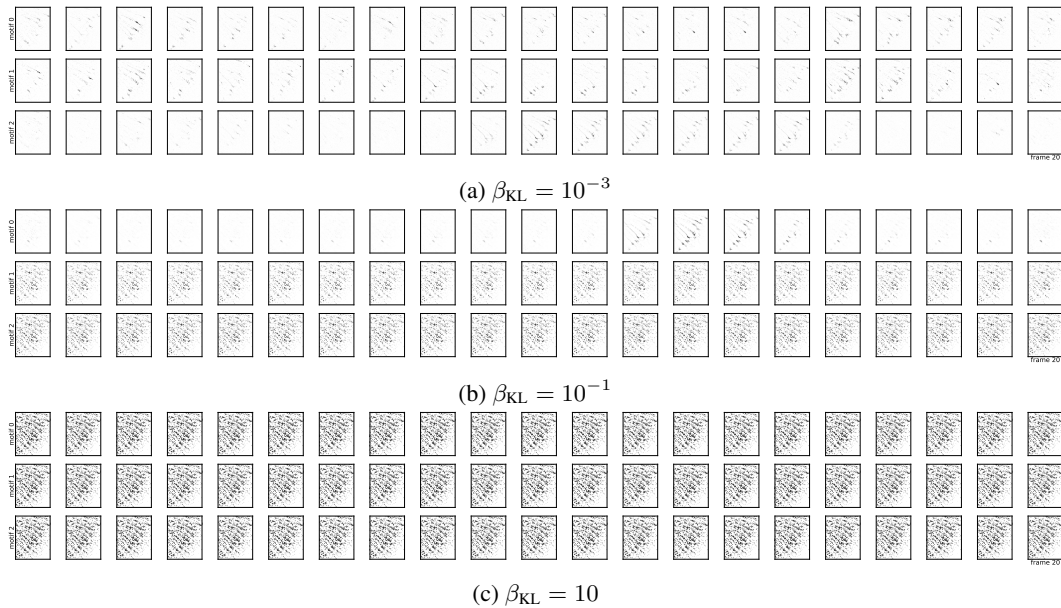 motif 0
motif 1
motif 2
frame 20
(a) β_KL = 10⁻³
motif 0
motif 1
motif 2
frame 20
(b) β_KL = 10⁻¹
motif 0
motif 1
motif 2
frame 20
(c) β_KL = 10